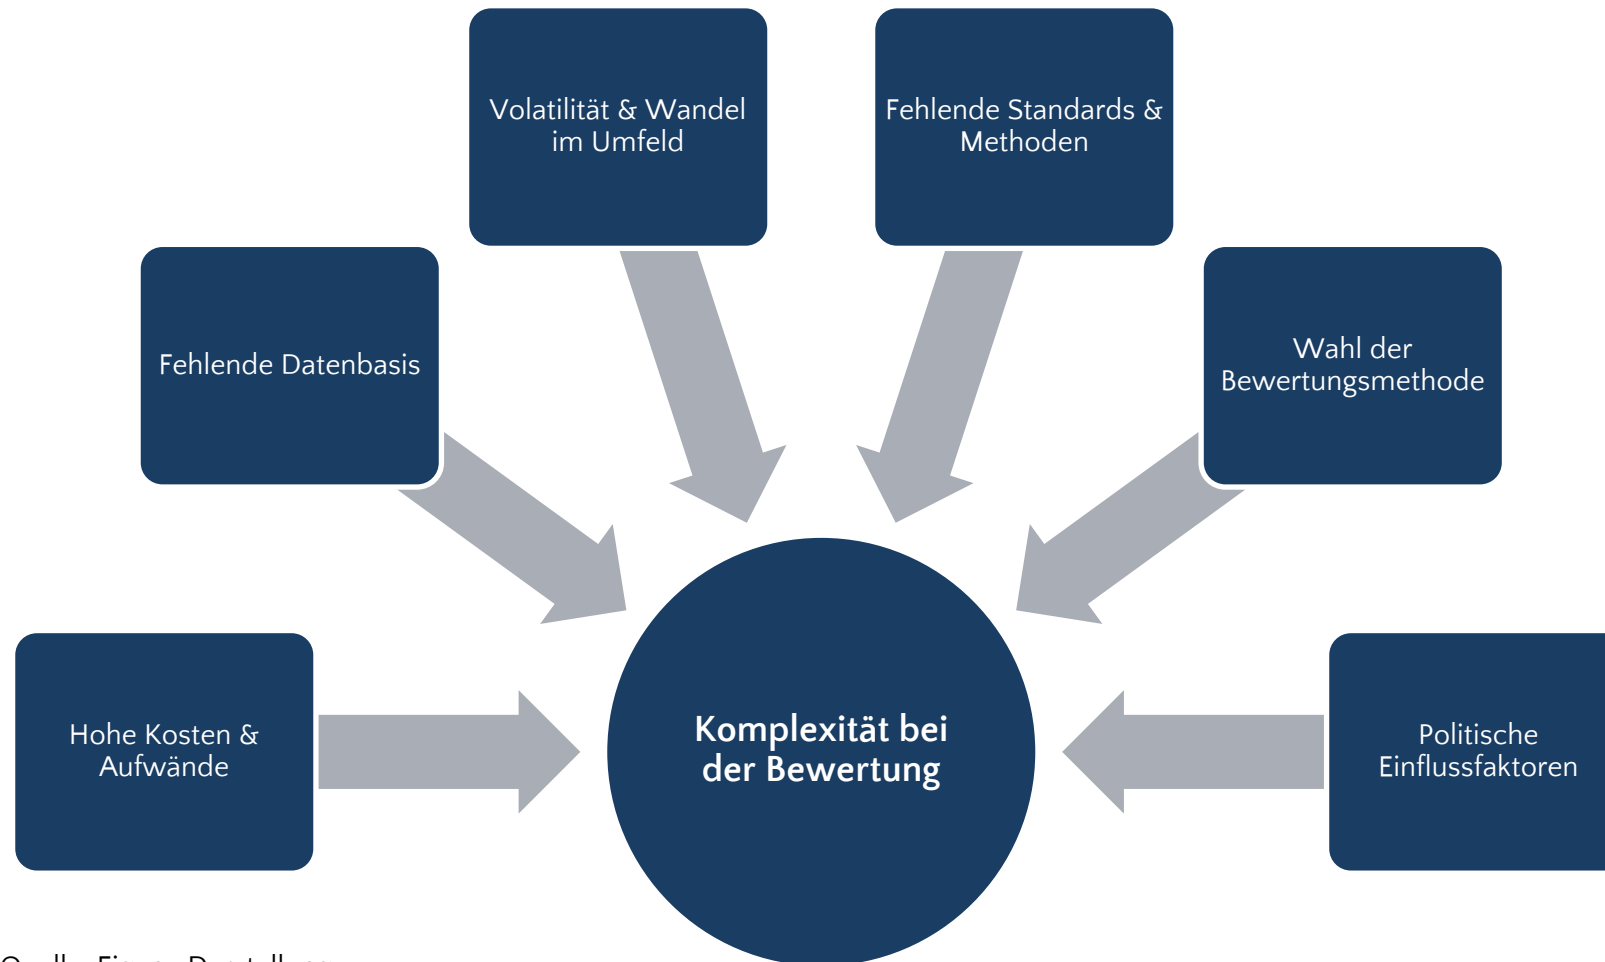 Volatilität & Wandel
im Umfeld
Fehlende Standards &
Methoden
Fehlende Datenbasis
Wahl der
Bewertungsmethode
Hohe Kosten &
Aufwände
Komplexität bei
der Bewertung
Politische
Einflussfaktoren